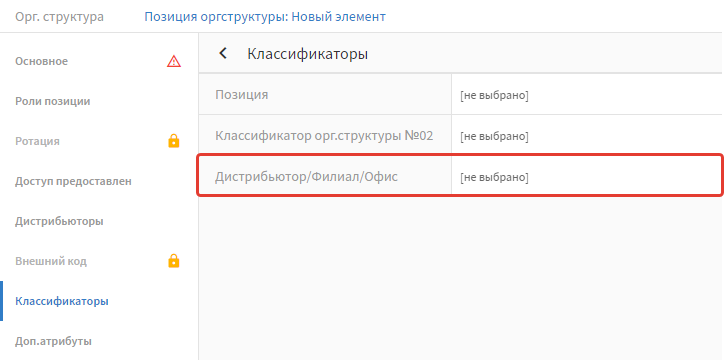 Орг. структура
Позиция оргструктуры: Новый элемент
Основное
Роли позиции
Ротация
Доступ предоставлен
Дистрибьюторы
Внешний код
Классификаторы
Доп.атрибуты
Классификаторы
Позиция [не выбрано]
Классификатор орг.структуры №02 [не выбрано]
Дистрибьютор/Филиал/Офис [не выбрано]